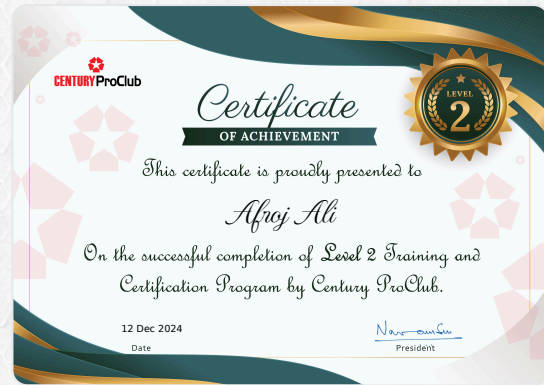 CENTURY ProClub
Certificate
OF ACHIEVEMENT
LEVEL
2
This certificate is proudly presented to
Afroj Ali
On the successful completion of Level 2 Training and
Certification Program by Century ProClub.
12 Dec 2024
Date
President